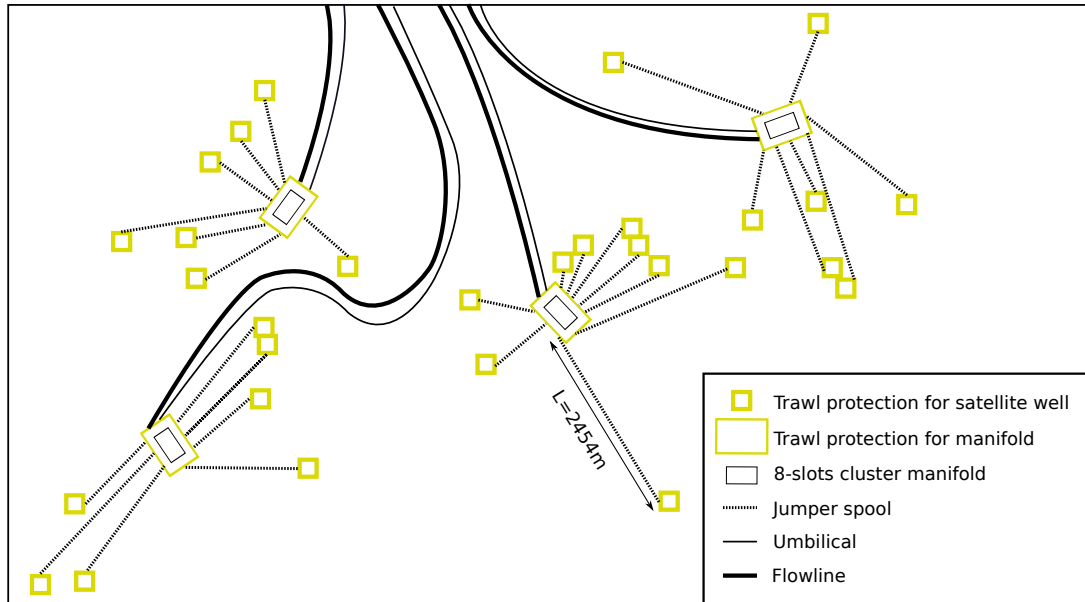 L=2454m
Trawl protection for satellite well
Trawl protection for manifold
8-slots cluster manifold
Jumper spool
Umbilical
Flowline